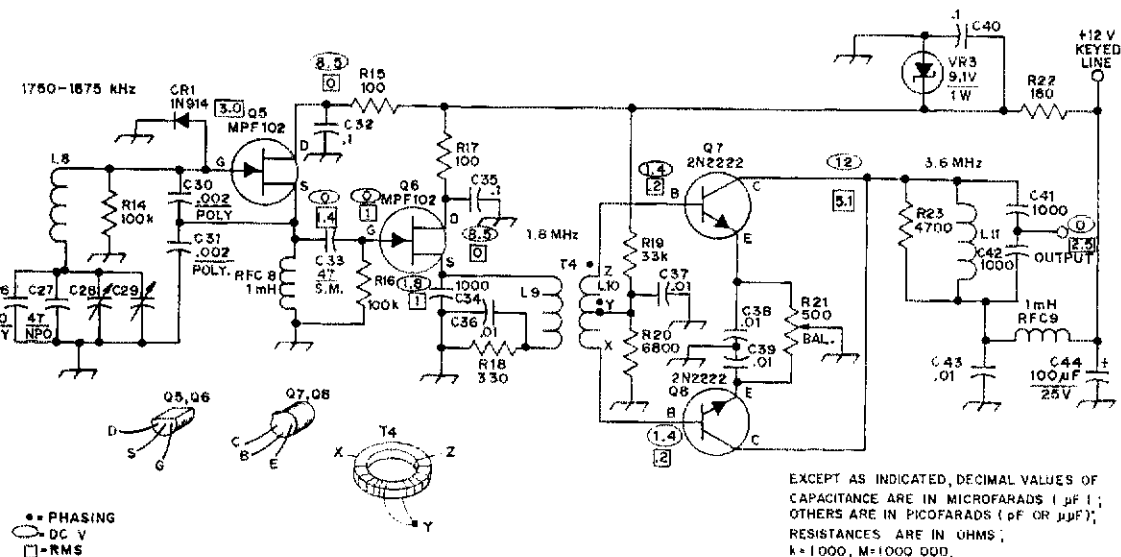 1750-1875 kHz
CR1
1N914
3.0
Q5
MPF102
8.5
0
R15
100
C32
.1
G
D
S
L8
R14
100k
C30
.002
POLY
C31
.002
POLY.
C27
47
NPO
C28
C29
0
1.4
C33
47
S.M.
RFC 8
1mH
0
1
Q6
MPF102
G
D
S
R16
100k
R17
100
C35
.1
8.5
0
1.8
1
1000
C34
C36
.01
R18
330
1.8 MHz
L9
T4
L10
Z
Y
X
R19
33k
C37
.01
R20
6800
1.4
.2
B
Q7
2N2222
C
E
C38
.01
C39
.01
R21
500
BAL.
2N2222
Q8
B
E
C
1.4
.2
12
5.1
3.6 MHz
R23
4700
L11
C41
1000
C42
1000
0
2.5
OUTPUT
1mH
RFC9
C43
.01
C44
100µF
25V
+
.1
C40
VR3
9.1V
1 W
R22
180
+12 V
KEYED
LINE
Q5,Q6
D
S
G
Q7,Q8
C
B
E
T4
X
Z
Y
• = PHASING
= DC V
= RMS
EXCEPT AS INDICATED, DECIMAL VALUES OF
CAPACITANCE ARE IN MICROFARADS ( µF ) ;
OTHERS ARE IN PICOFARADS ( pF OR µµF);
RESISTANCES ARE IN OHMS ;
k=1000, M=1000 000.